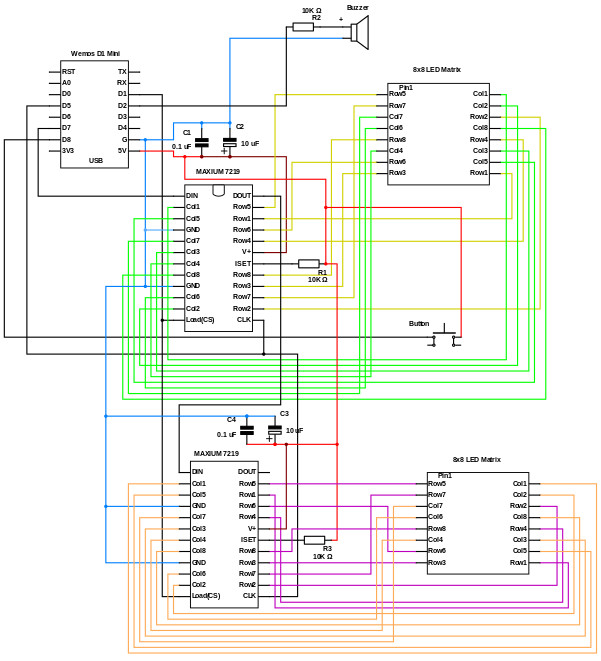 Buzzer
10K Ω
R2
+
Wemos D1 Mini
RST TX
A0 RX
D0 D1
D5 D2
D6 D3
D7 D4
D8 G
3V3 5V
USB
C1
C2
0.1 uF
10 uF
+
8x8 LED Matrix
Pin1
Row5 Col1
Row7 Col2
Col7 Row2
Col6 Col8
Row8 Row4
Col4 Col3
Row6 Col5
Row3 Row1
MAXIUM 7219
DIN DOUT
Col1 Row5
Col5 Row1
GND Row6
Col7 Row4
Col3 V+
Col4 ISET
Col8 Row8
GND Row3
Col6 Row7
Col2 Row2
Load(CS) CLK
R1
10K Ω
Button
C4
C3
0.1 uF
10 uF
+
MAXIUM 7219
DIN DOUT
Col1 Row5
Col5 Row1
GND Row6
Col7 Row4
Col3 V+
Col4 ISET
Col8 Row8
GND Row3
Col6 Row7
Col2 Row2
Load(CS) CLK
R3
10K Ω
8x8 LED Matrix
Pin1
Row5 Col1
Row7 Col2
Col7 Row2
Col6 Col8
Row8 Row4
Col4 Col3
Row6 Col5
Row3 Row1